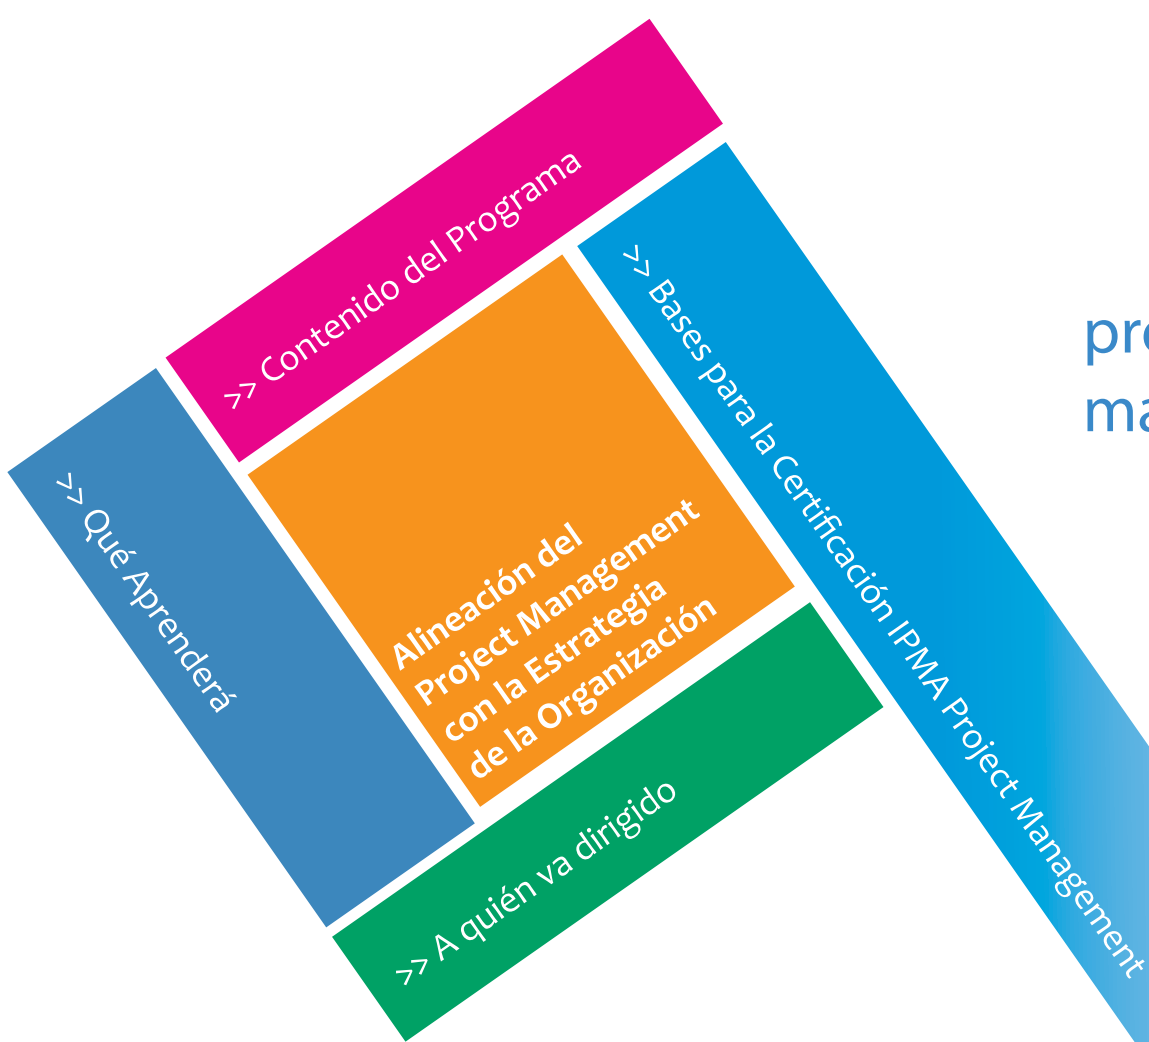 >> Contenido del Programa
>> Bases para la Certificación IPMA Project Management
>> Qué Aprenderá
Alineación del
Project Management
con la Estrategia
de la Organización
>> A quién va dirigido